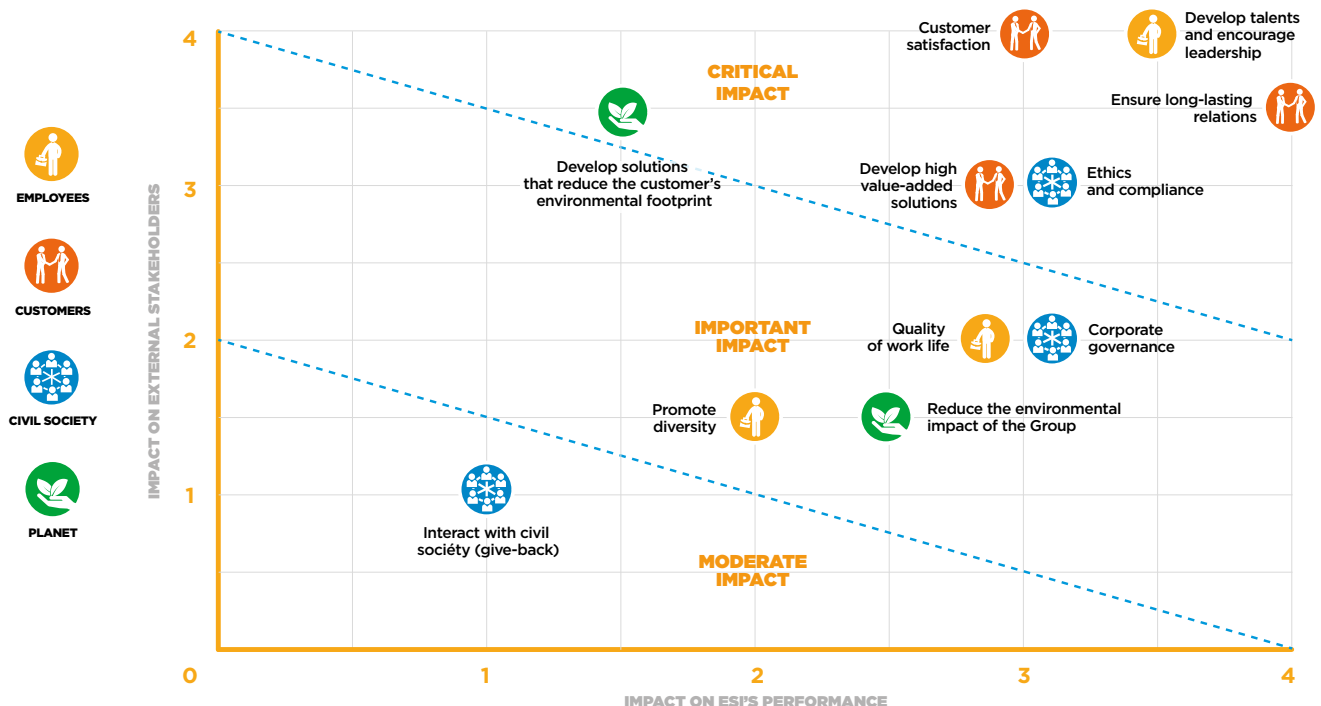 EMPLOYEES
CUSTOMERS
CIVIL SOCIETY
PLANET
IMPACT ON EXTERNAL STAKEHOLDERS
4
3
2
1
0
1
2
3
4
IMPACT ON ESI'S PERFORMANCE
CRITICAL
IMPACT
Customer
satisfaction
Develop talents
and encourage
leadership
Ensure long-lasting
relations
Develop solutions
that reduce the customer's
environmental footprint
Develop high
value-added
solutions
Ethics
and compliance
IMPORTANT
IMPACT
Quality
of work life
Corporate
governance
Promote
diversity
Reduce the environmental
impact of the Group
Interact with civil
sociéty (give-back)
MODERATE
IMPACT